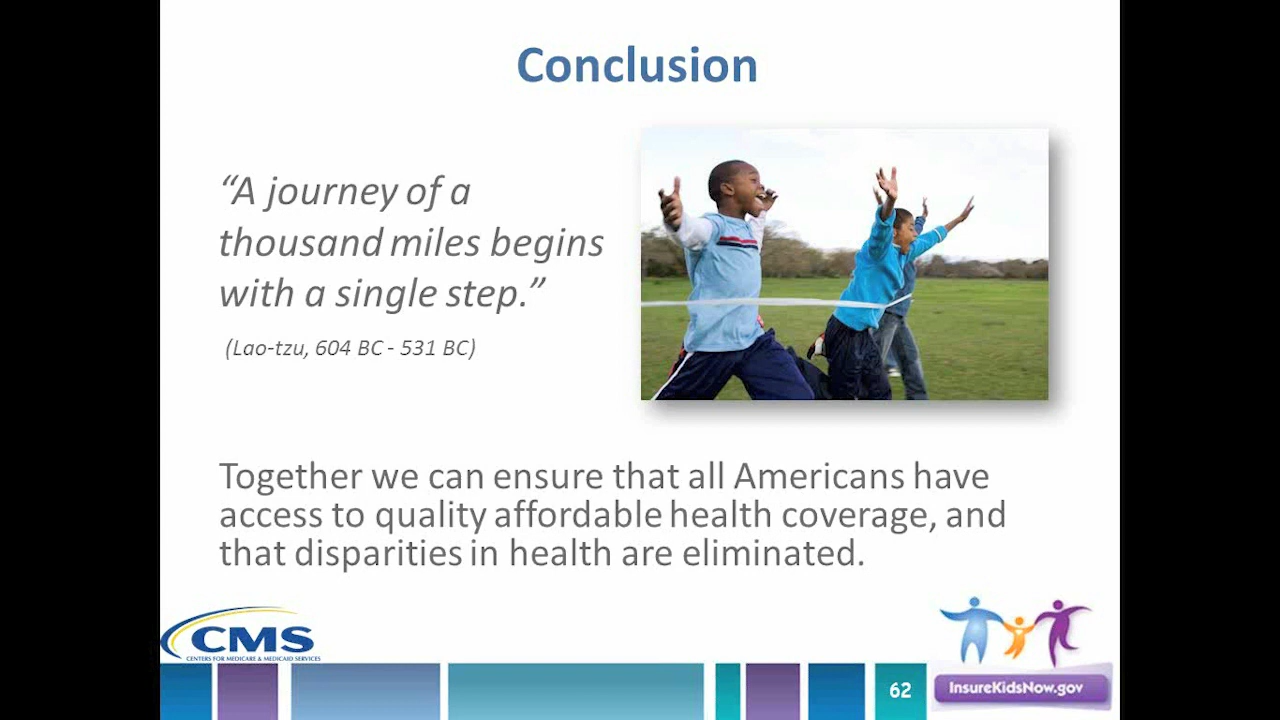 Conclusion
“A journey of a
thousand miles begins
with a single step.”
(Lao-tzu, 604 BC - 531 BC)
Together we can ensure that all Americans have
access to quality affordable health coverage, and
that disparities in health are eliminated.
CMS
CENTERS FOR MEDICARE & MEDICAID SERVICES
62
InsureKidsNow.gov